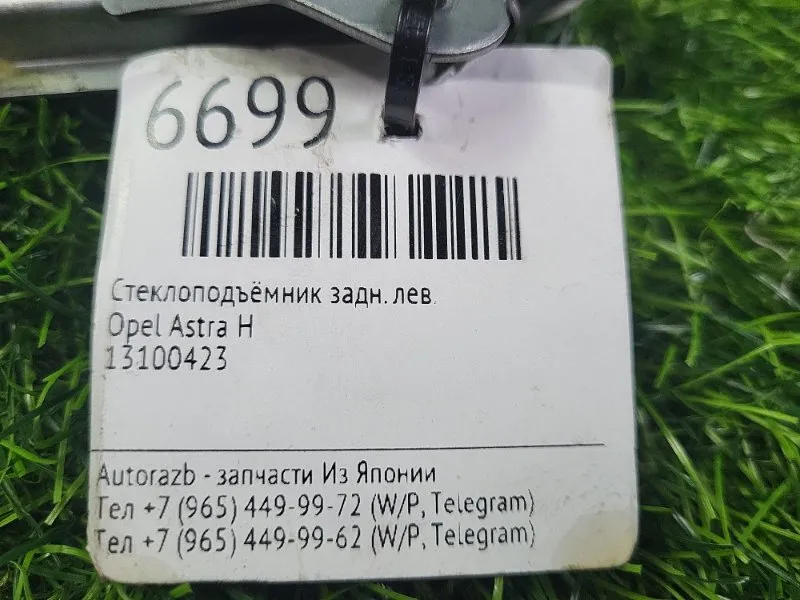 6699
Стеклоподъёмник задн. лев.
Opel Astra H
13100423
Autorazb - запчасти Из Японии
Тел +7 (965) 449-99-72 (W/P, Telegram)
Тел +7 (965) 449-99-62 (W/P, Telegram)